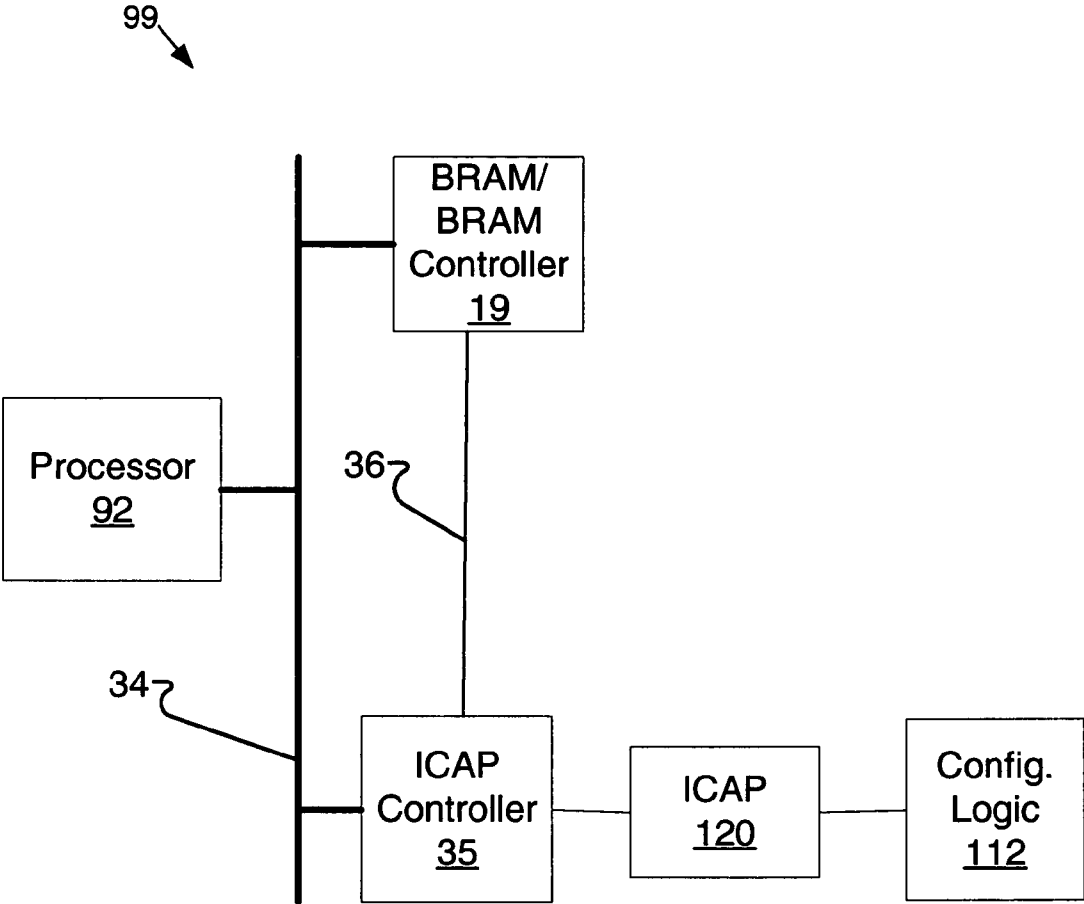 99
BRAM/
BRAM
Controller
19
Processor
92
36
34
ICAP
Controller
35
ICAP
120
Config.
Logic
112